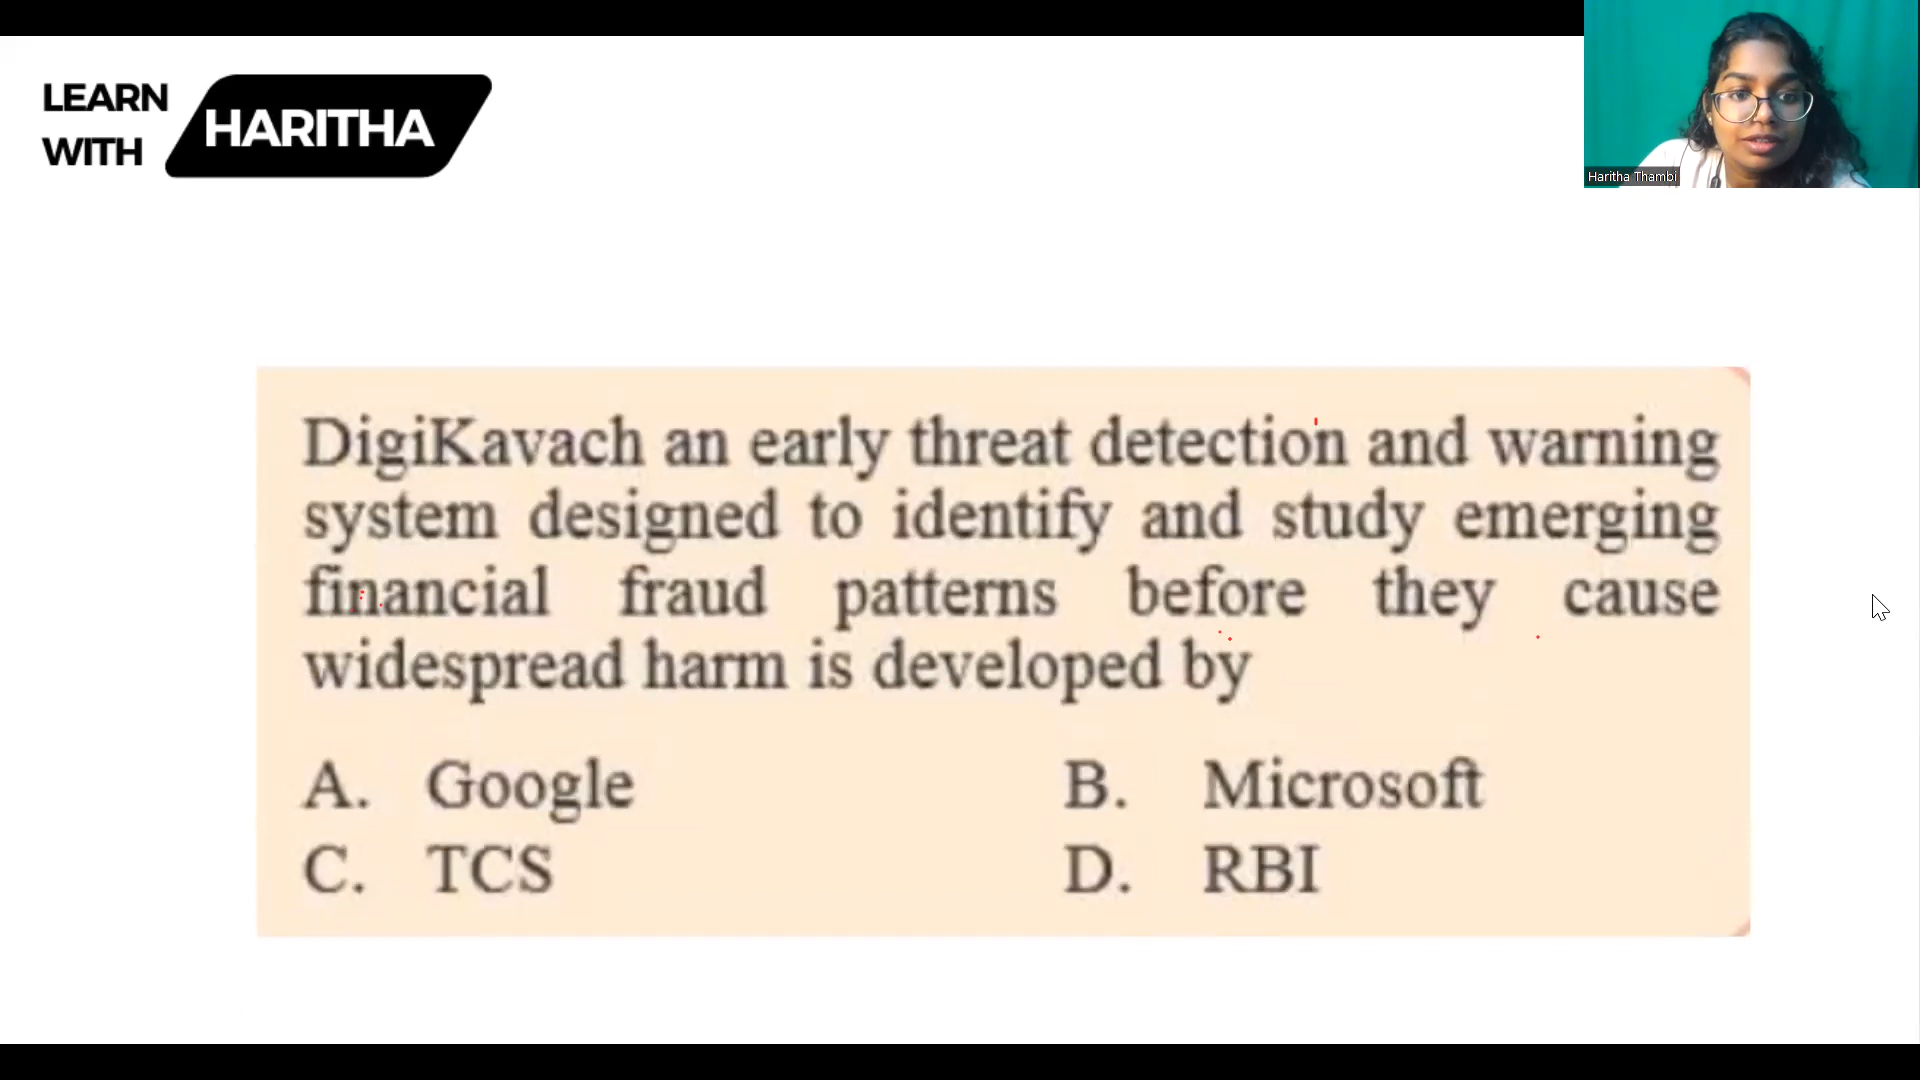 LEARN
WITH
HARITHA
Haritha Thambi
DigiKavach an early threat detection and warning
system designed to identify and study emerging
financial fraud patterns before they cause
widespread harm is developed by
A. Google B. Microsoft
C. TCS D. RBI